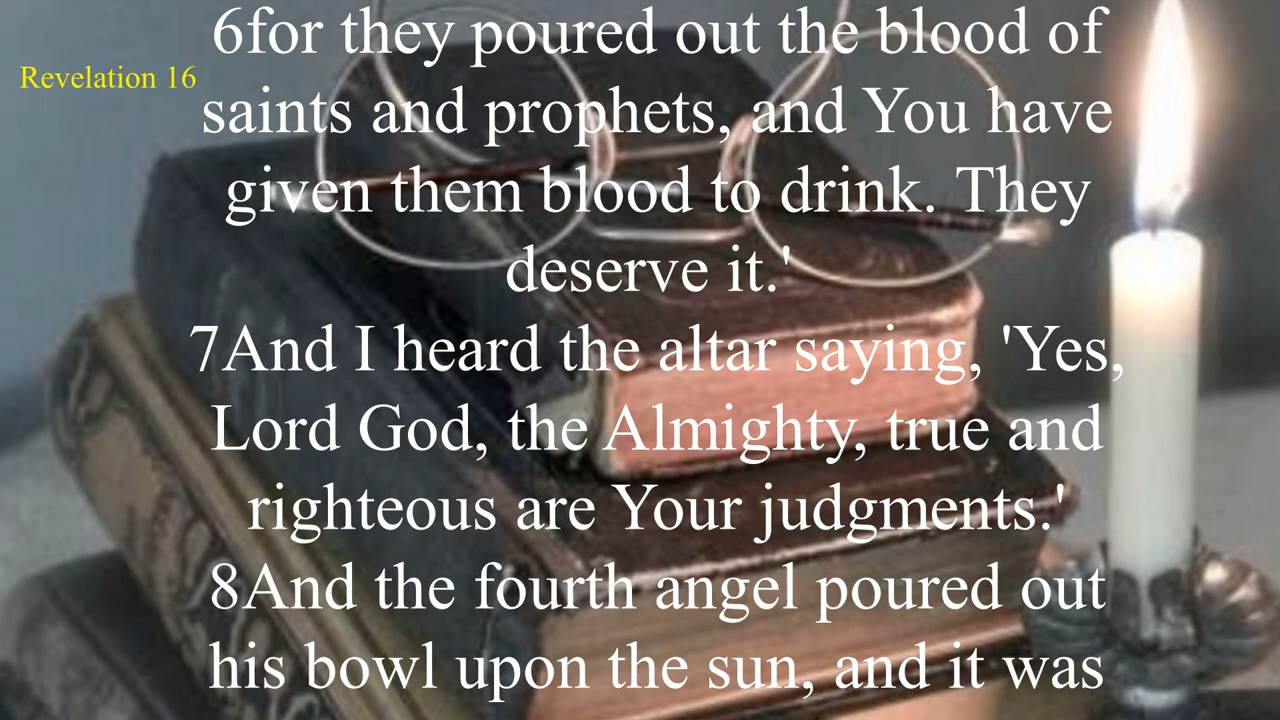 Revelation 16
6for they poured out the blood of
saints and prophets, and You have
given them blood to drink. They
deserve it.'
7And I heard the altar saying, 'Yes,
Lord God, the Almighty, true and
righteous are Your judgments.'
8And the fourth angel poured out
his bowl upon the sun, and it was